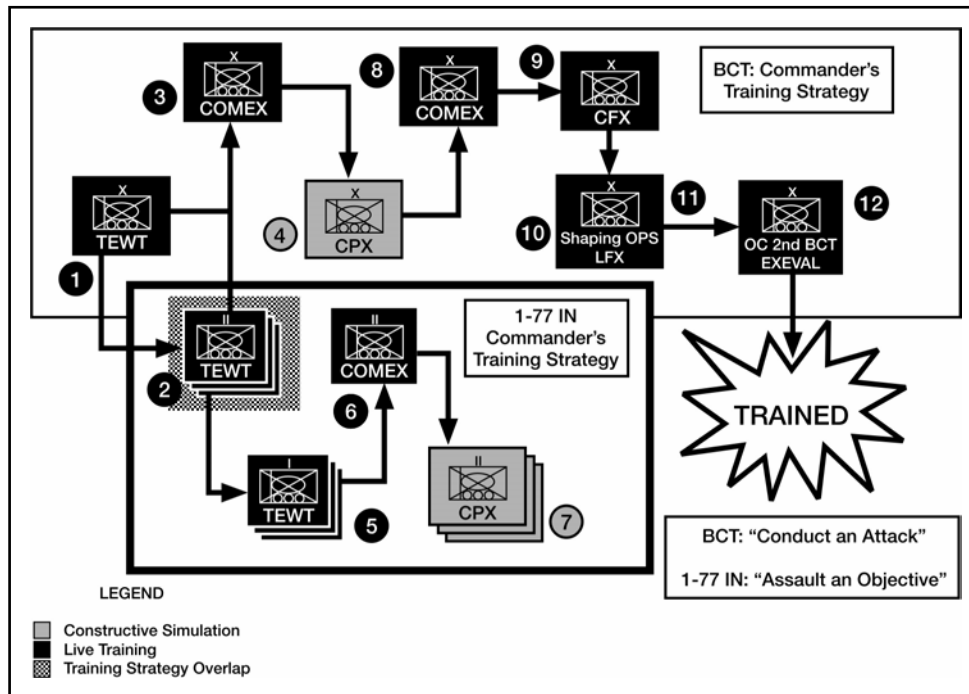 X
COMEX
3
X
COMEX
8
9
X
CFX
BCT: Commander's
Training Strategy
X
TEWT
1
X
CPX
4
X
Shaping OPS
LFX
10
11
X
OC 2nd BCT
EXEVAL
12
II
TEWT
2
II
COMEX
6
1-77 IN
Commander's
Training Strategy
I
TEWT
5
II
CPX
7
TRAINED
BCT: “Conduct an Attack”
1-77 IN: “Assault an Objective”
LEGEND
Constructive Simulation
Live Training
Training Strategy Overlap